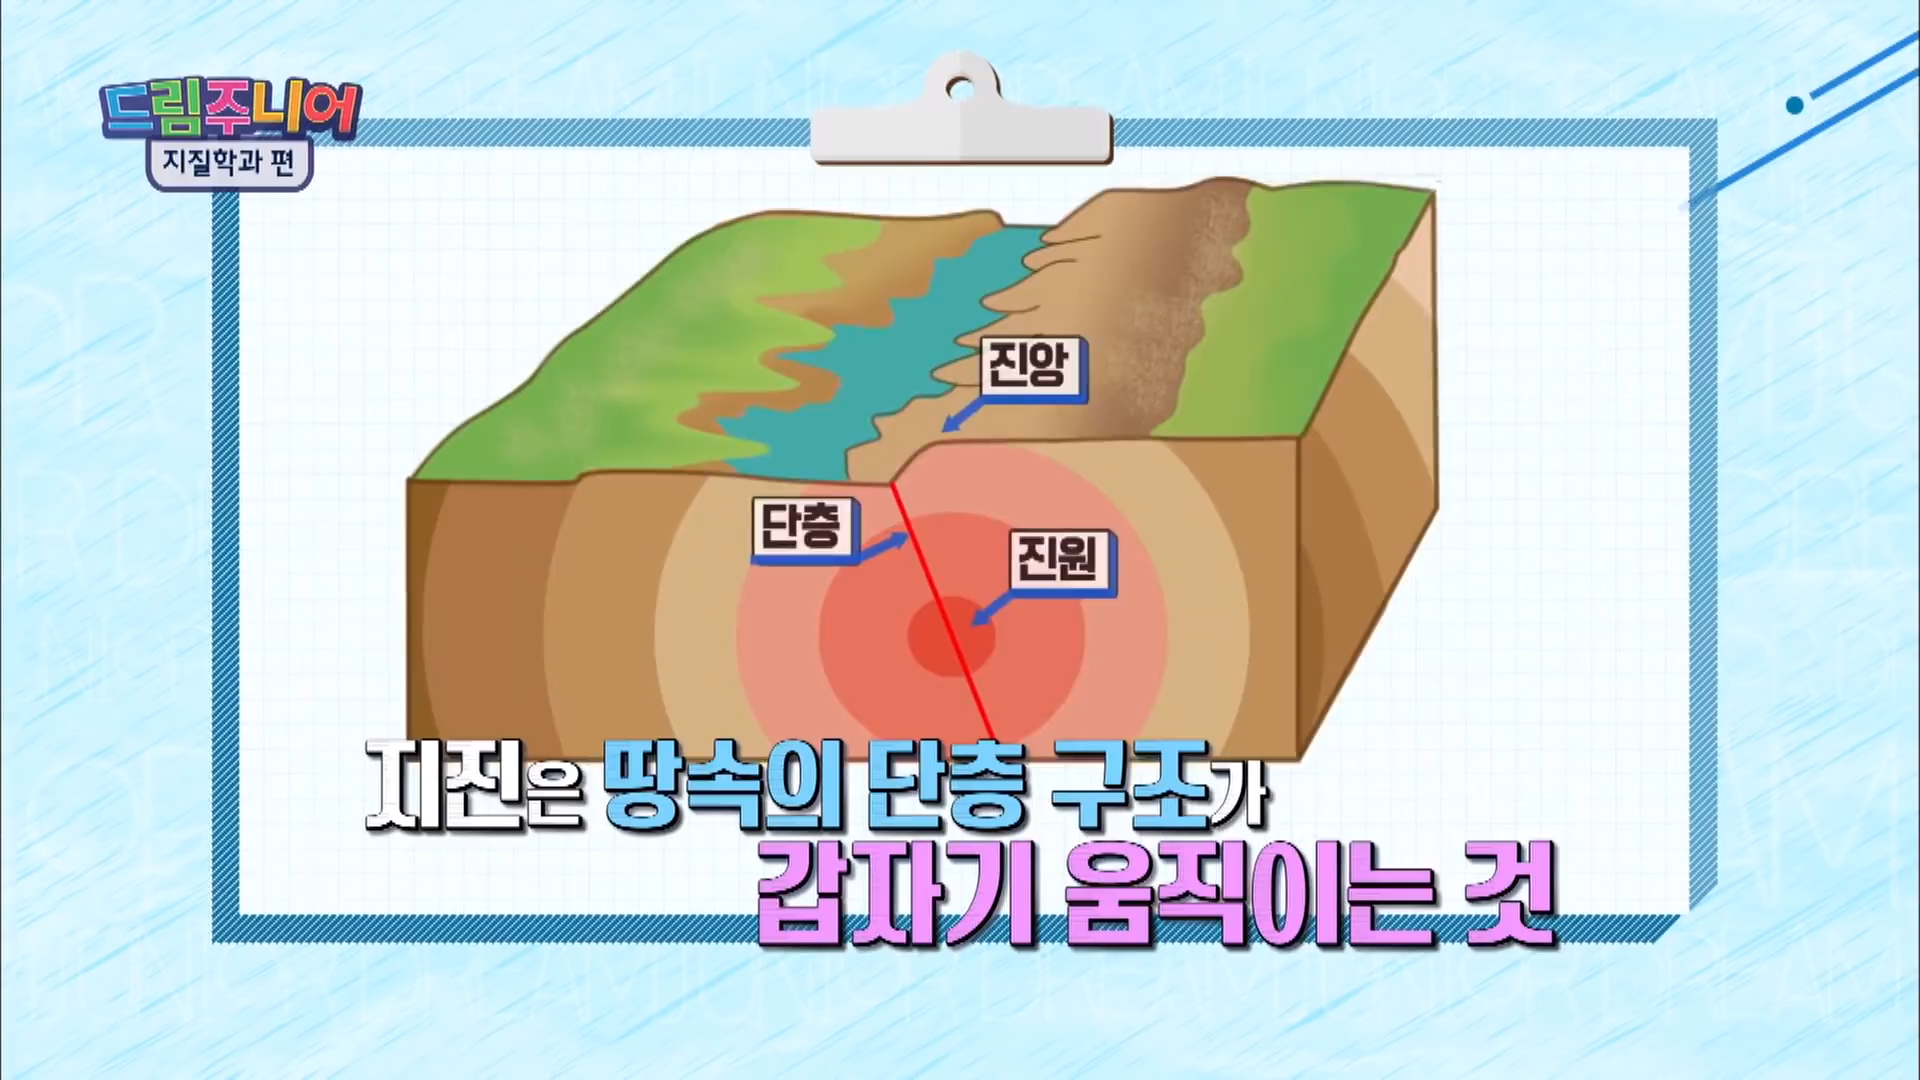 드림주니어
지질학과 편
진앙
단층
진원
지진은 땅속의 단층 구조가
갑자기 움직이는 것